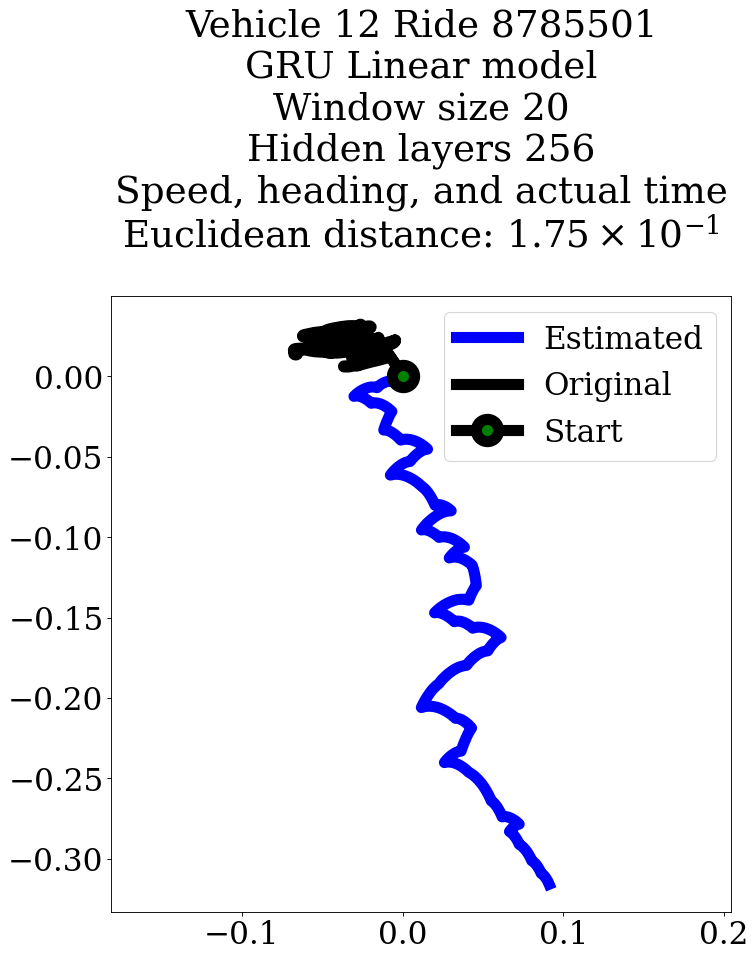 Vehicle 12 Ride 8785501
GRU Linear model
Window size 20
Hidden layers 256
Speed, heading, and actual time
Euclidean distance: 1.75 × 10⁻¹
Estimated
Original
Start
0.00
−0.05
−0.10
−0.15
−0.20
−0.25
−0.30
−0.1
0.0
0.1
0.2